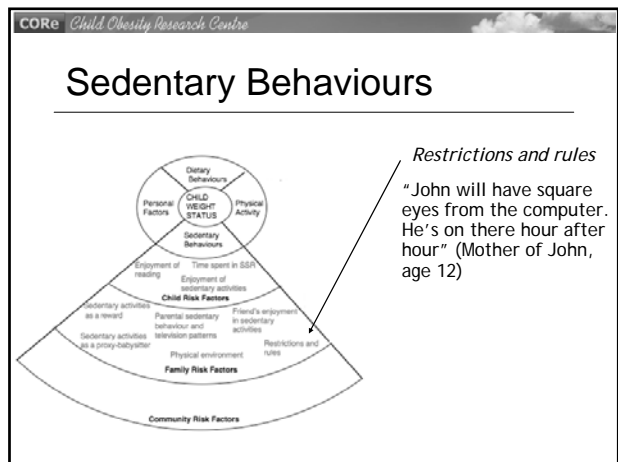 CORe Child Obesity Research Centre
Sedentary Behaviours
Dietary
Behaviours
Personal
Factors
CHILD
WEIGHT
STATUS
Physical
Activity
Sedentary
Behaviours
Enjoyment of
reading
Time spent in SSR
Enjoyment of
sedentary activities
Child Risk Factors
Sedentary activities
as a reward
Parental sedentary
behaviour and
television patterns
Friend's enjoyment
in sedentary
activities
Sedentary activities
as a proxy-babysitter
Physical environment
Restrictions and
rules
Family Risk Factors
Community Risk Factors
Restrictions and rules
“John will have square
eyes from the computer.
He's on there hour after
hour” (Mother of John,
age 12)